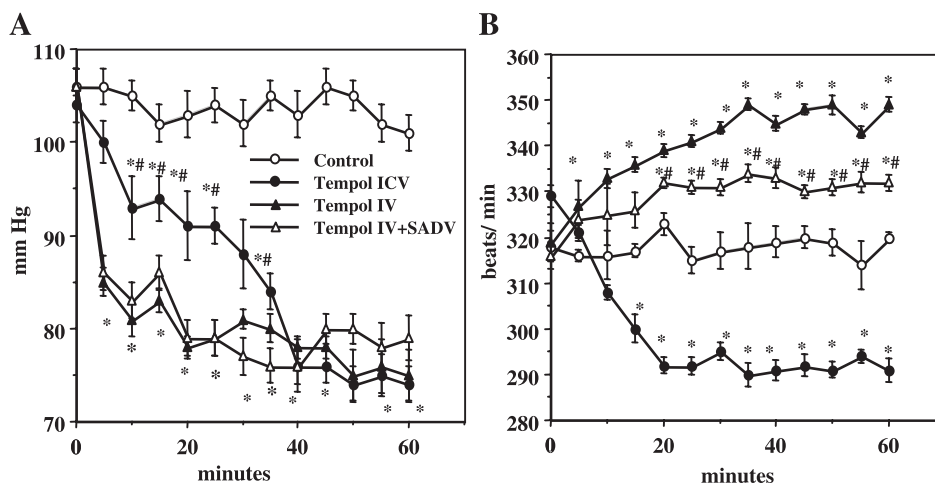 A
B
110
100
90
80
70
mm Hg
*# *# *# *#
*#
* * * * * * * * * * *
Control
Tempol ICV
Tempol IV
Tempol IV+SADV
0 20 40 60
minutes
360
350
340
330
320
310
300
290
280
beats/ min
* * * * * * * * * * * *
*# *# *# *# *# *# *# *# *#
* * * * * * * * * *
0 20 40 60
minutes